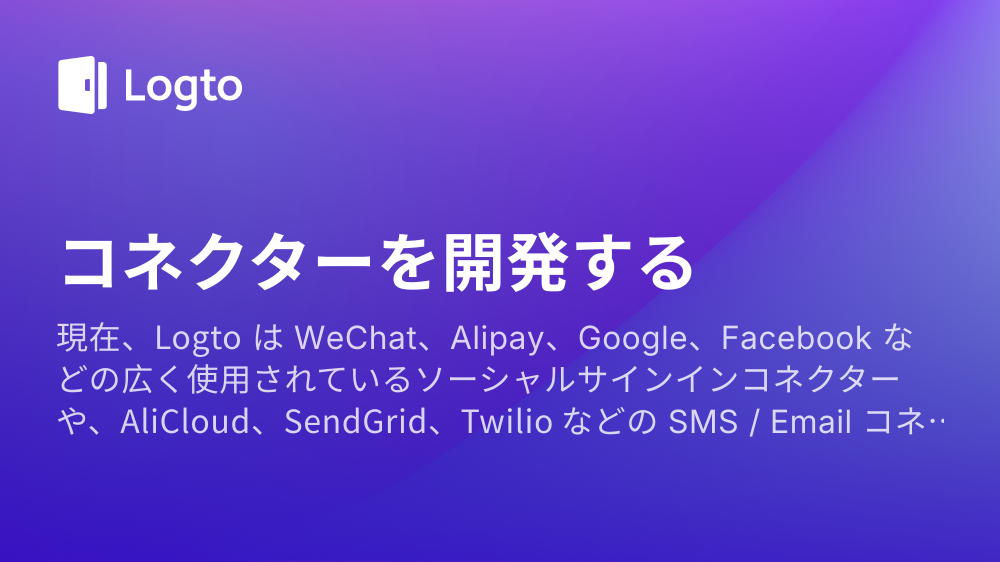 Logto
コネクターを開発する
現在、Logto は WeChat、Alipay、Google、Facebook な
どの広く使用されているソーシャルサインインコネクター
や、AliCloud、SendGrid、Twilio などの SMS / Email コネ…